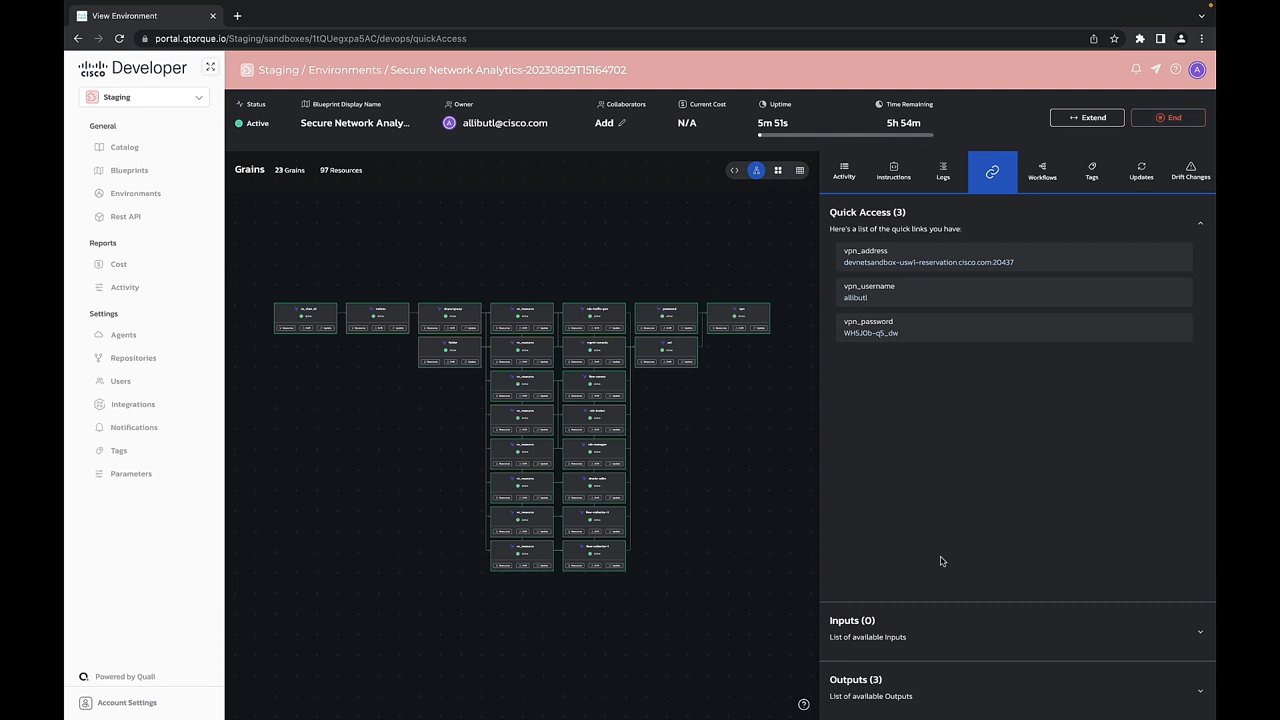 View Environment
portal.qtorque.io/Staging/sandboxes/1tQUegxpa5AC/devops/quickAccess
cisco Developer
Staging
General
Catalog
Blueprints
Environments
Rest API
Reports
Cost
Activity
Settings
Agents
Repositories
Users
Integrations
Notifications
Tags
Parameters
Powered by Quali
Account Settings
Staging / Environments / Secure Network Analytics-20230829T15164702
A
Status
Active
Blueprint Display Name
Secure Network Analy...
Owner
A allibutl@cisco.com
Collaborators
Add
Current Cost
N/A
Uptime
5m 51s
Time Remaining
5h 54m
Extend
End
Grains 23 Grains 97 Resources
Activity
Instructions
Logs
Workflows
Tags
Updates
Drift Changes
Quick Access (3)
Here's a list of the quick links you have:
vpn_address
devnetsandbox-usw1-reservation.cisco.com:20437
vpn_username
allibutl
vpn_password
WH5J0b-q5_dw
Inputs (0)
List of available Inputs
Outputs (3)
List of available Outputs